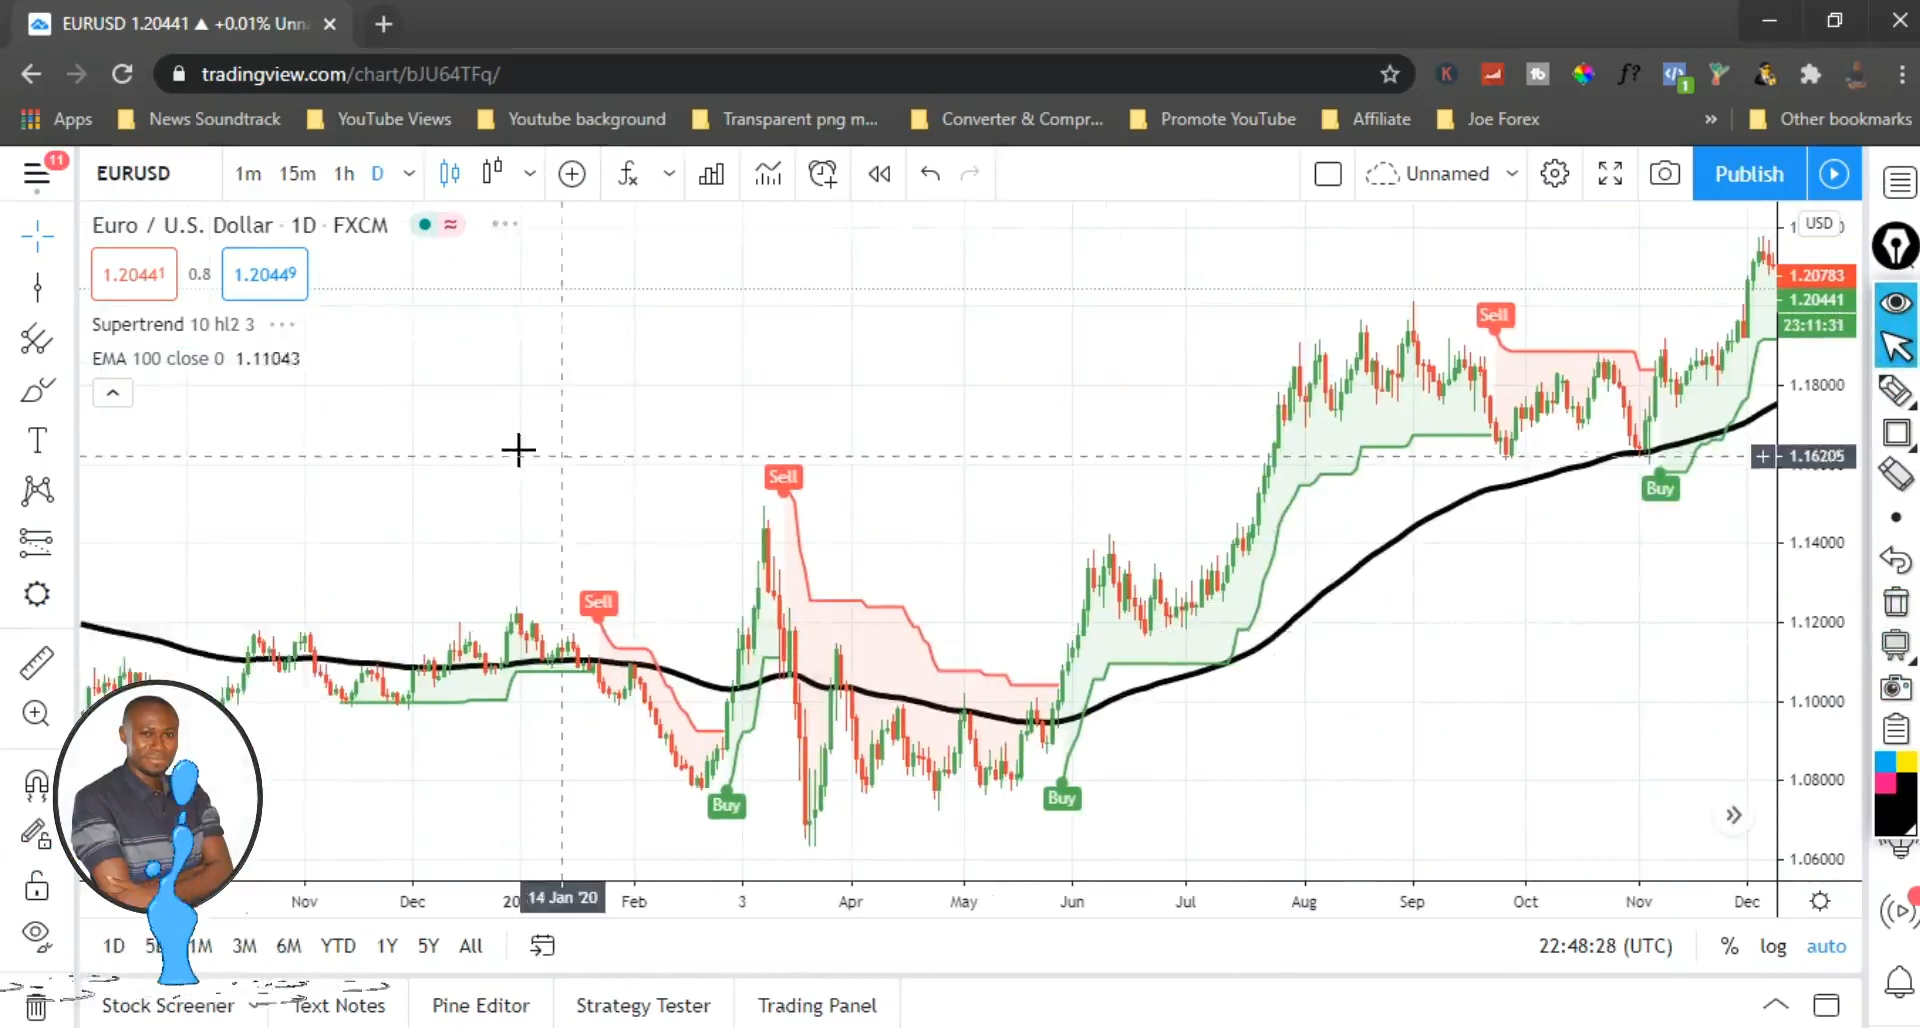 EURUSD 1.20441 ▲ +0.01% Unn
tradingview.com/chart/bJU64TFq/
K f?
1
Apps News Soundtrack YouTube Views Youtube background Transparent png m... Converter & Compr... Promote YouTube Affiliate Joe Forex » Other bookmarks
11
EURUSD 1m 15m 1h D Unnamed Publish
Euro / U.S. Dollar · 1D · FXCM
USD
1.20441 0.8 1.20449
1.20783
1.20441
23:11:31
Supertrend 10 hl2 3
EMA 100 close 0 1.11043
Sell
1.18000
1.16205
Sell
Buy
1.14000
Sell
1.12000
1.10000
Buy
Buy
1.08000
1.06000
Nov Dec 20 14 Jan '20 Feb 3 Apr May Jun Jul Aug Sep Oct Nov Dec
1D 1M 3M 6M YTD 1Y 5Y All 22:48:28 (UTC) % log auto
Stock Screener Text Notes Pine Editor Strategy Tester Trading Panel